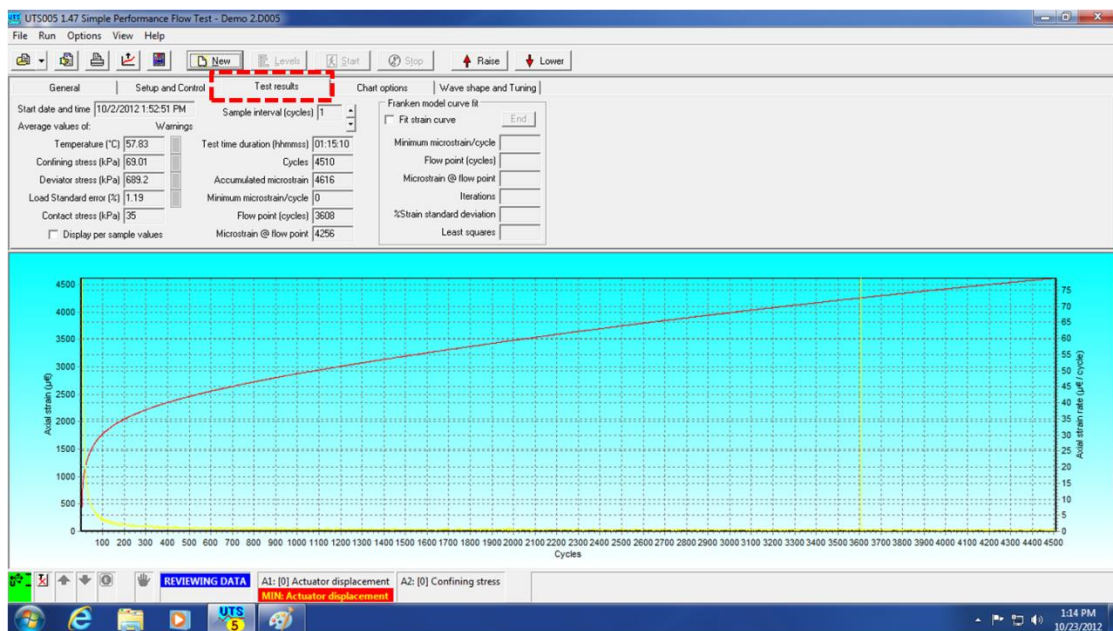 UTS005 1.47 Simple Performance Flow Test - Demo 2.D005
File Run Options View Help
New Levels Start Stop Raise Lower
General Setup and Control Test results Chart options Wave shape and Tuning
Start date and time 10/2/2012 1:52:51 PM Sample interval (cycles) 1 Franken model curve fit
Average values of: Warnings Fit strain curve End
Temperature (°C) 57.83 Test time duration (hhmmss) 01:15:10 Minimum microstrain/cycle
Confining stress (kPa) 69.01 Cycles 4510 Flow point (cycles)
Deviator stress (kPa) 689.2 Accumulated microstrain 4616 Microstrain @ flow point
Load Standard error (%) 1.19 Minimum microstrain/cycle 0 Iterations
Contact stress (kPa) 35 Flow point (cycles) 3608 %Strain standard deviation
Display per sample values Microstrain @ flow point 4256 Least squares
4500 75
4000 70
65
3500 60
55
3000 50
2500 45
40
2000 35
30
1500 25
1000 20
15
500 10
5
0 0
Axial strain (µ€)
Axial strain rate (µ€ / cycle)
100 200 300 400 500 600 700 800 900 1000 1100 1200 1300 1400 1500 1600 1700 1800 1900 2000 2100 2200 2300 2400 2500 2600 2700 2800 2900 3000 3100 3200 3300 3400 3500 3600 3700 3800 3900 4000 4100 4200 4300 4400 4500
Cycles
REVIEWING DATA A1: [0] Actuator displacement A2: [0] Confining stress
MIN: Actuator displacement
UTS
5
1:14 PM
10/23/2012